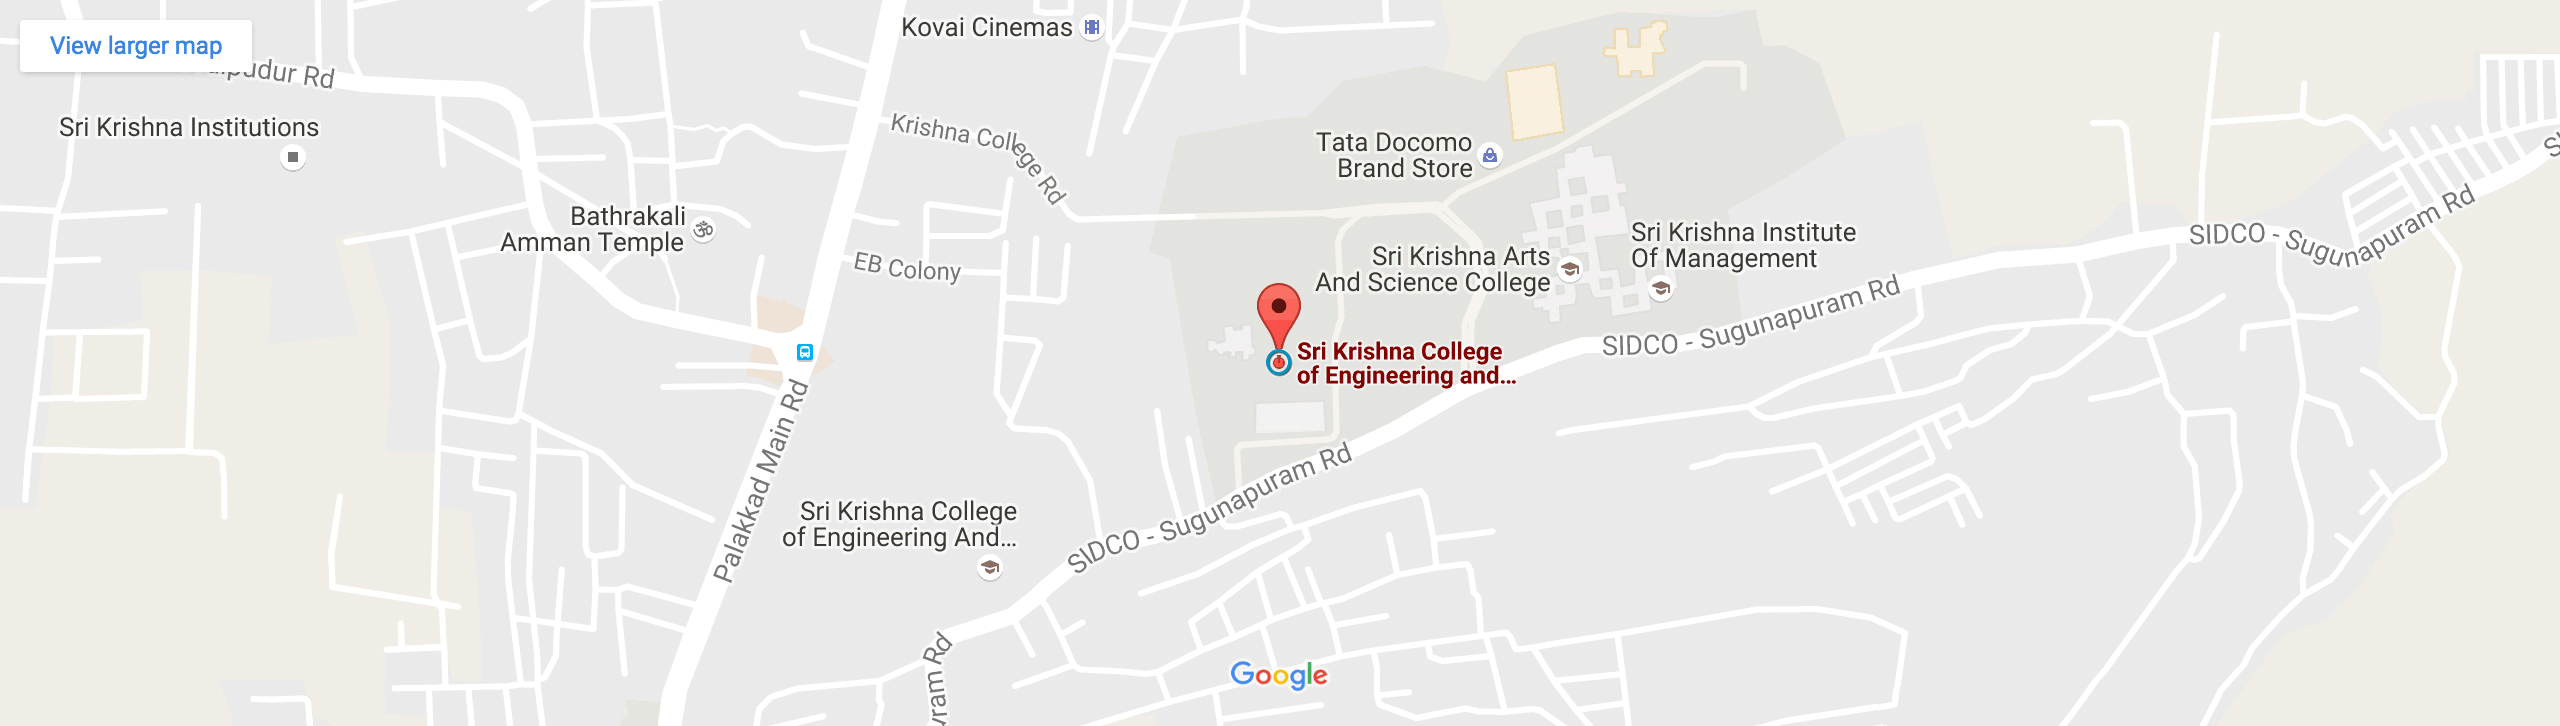 View larger map
Kovai Cinemas
Rd
Sri Krishna Institutions
Krishna College Rd
Tata Docomo
Brand Store
Bathrakali
Amman Temple
EB Colony
Sri Krishna Arts
And Science College
Sri Krishna Institute
Of Management
SIDCO - Sugunapuram Rd
SIDCO - Sugunapuram Rd
Sri Krishna College
of Engineering and...
Palakkad Main Rd
SIDCO - Sugunapuram Rd
Sri Krishna College
of Engineering And...
Rd
Google